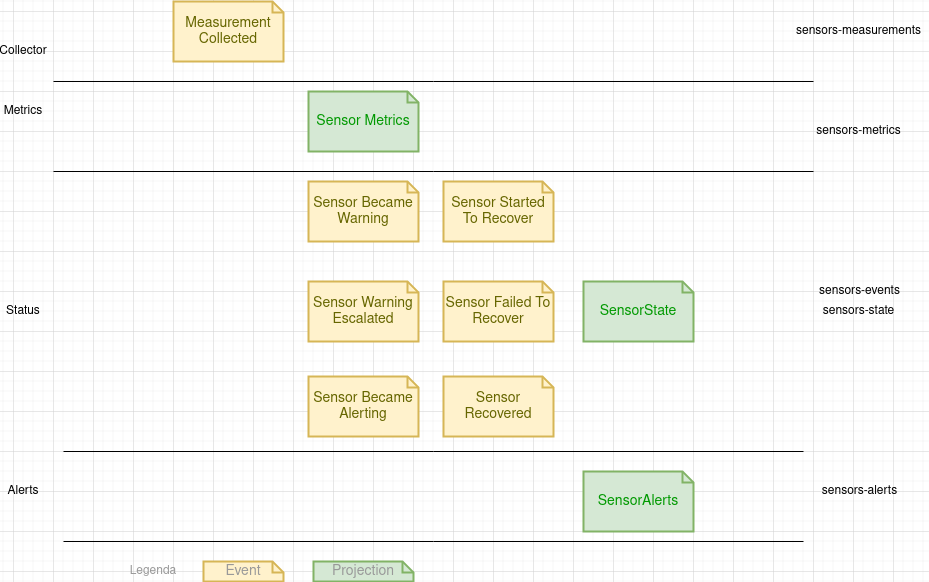 Measurement
Collected
sensors-measurements
Collector
Metrics
Sensor Metrics
sensors-metrics
Sensor Became
Warning
Sensor Started
To Recover
Sensor Warning
Escalated
Sensor Failed To
Recover
SensorState
sensors-events
sensors-state
Status
Sensor Became
Alerting
Sensor
Recovered
Alerts
SensorAlerts
sensors-alerts
Legenda
Event
Projection